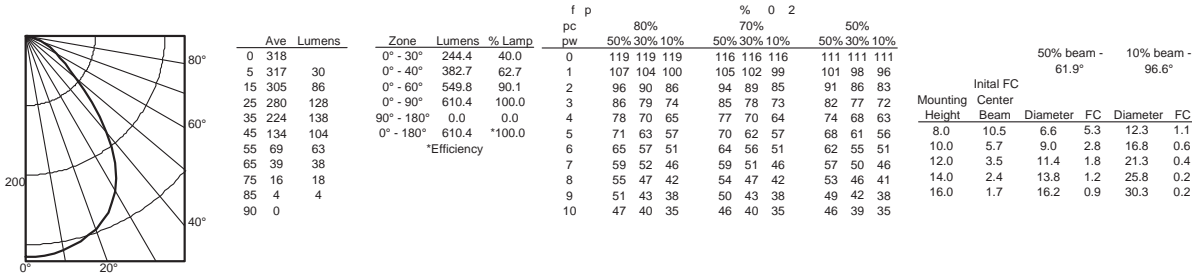 80°
60°
200
40°
0° 20°
Ave Lumens
0 318
5 317 30
15 305 86
25 280 128
35 224 138
45 134 104
55 69 63
65 39 38
75 16 18
85 4 4
90 0
Zone Lumens % Lamp
0° - 30° 244.4 40.0
0° - 40° 382.7 62.7
0° - 60° 549.8 90.1
0° - 90° 610.4 100.0
90° - 180° 0.0 0.0
0° - 180° 610.4 *100.0
*Efficiency
f p % 0 2
pc 80% 70% 50%
pw 50% 30% 10% 50% 30% 10% 50% 30% 10%
0 119 119 119 116 116 116 111 111 111
1 107 104 100 105 102 99 101 98 96
2 96 90 86 94 89 85 91 86 83
3 86 79 74 85 78 73 82 77 72
4 78 70 65 77 70 64 74 68 63
5 71 63 57 70 62 57 68 61 56
6 65 57 51 64 56 51 62 55 51
7 59 52 46 59 51 46 57 50 46
8 55 47 42 54 47 42 53 46 41
9 51 43 38 50 43 38 49 42 38
10 47 40 35 46 40 35 46 39 35
50% beam - 10% beam -
61.9° 96.6°
Inital FC
Mounting Center
Height Beam Diameter FC Diameter FC
8.0 10.5 6.6 5.3 12.3 1.1
10.0 5.7 9.0 2.8 16.8 0.6
12.0 3.5 11.4 1.8 21.3 0.4
14.0 2.4 13.8 1.2 25.8 0.2
16.0 1.7 16.2 0.9 30.3 0.2